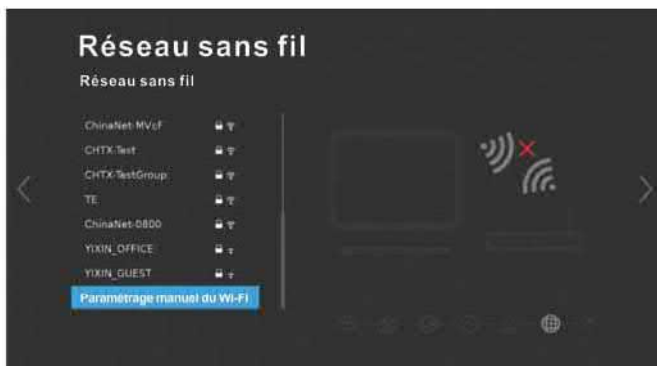 Réseau sans fil
Réseau sans fil
ChinaNet-MVcF
CHTX-Test
CHTX-TestGroup
TE
ChinaNet-0800
YIXIN_OFFICE
YIXIN_GUEST
Paramétrage manuel du Wi-Fi